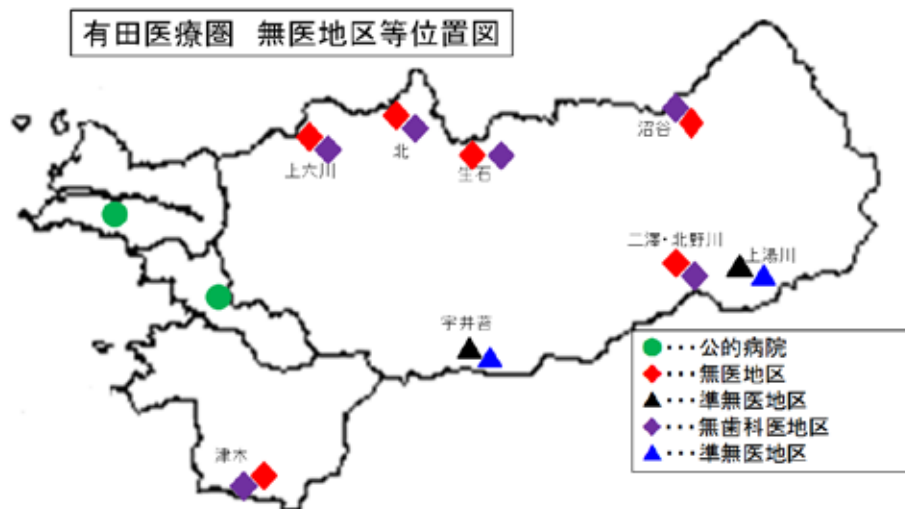 有田医療圏 無医地区等位置図
沼谷
北
上六川
生石
二澤・北野川
上湯川
宇井苔
津木
●・・・公的病院
◆・・・無医地区
▲・・・準無医地区
◆・・・無歯科医地区
▲・・・準無医地区